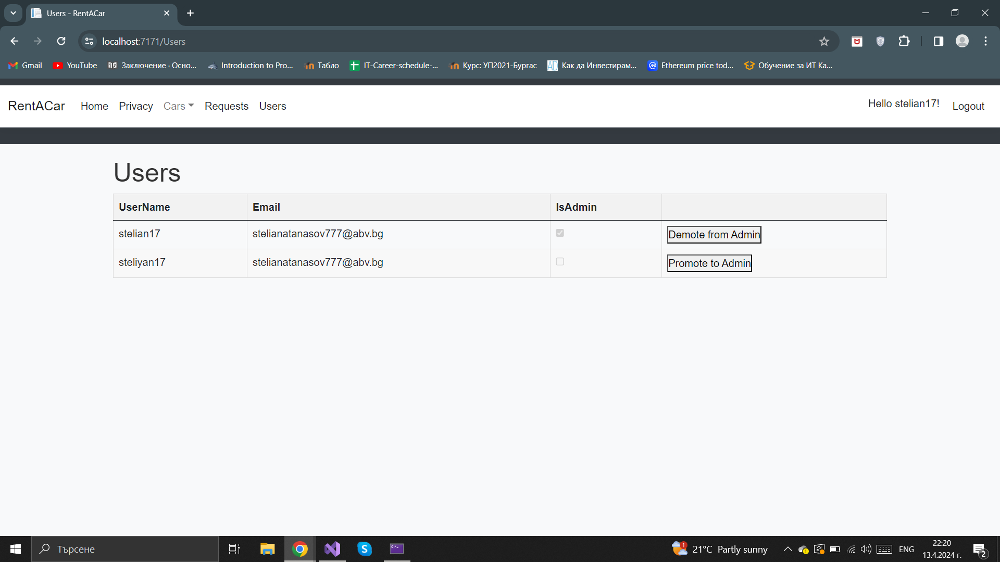 Users - RentACar
localhost:7171/Users
Gmail YouTube Заключение · Осно... Introduction to Pro... Табло IT-Career-schedule-... Курс: УП2021-Бургас Как да Инвестирам... Ethereum price tod... Обучение за ИТ Ка...
RentACar Home Privacy Cars Requests Users Hello stelian17! Logout
Users
UserName Email IsAdmin
stelian17 stelianatanasov777@abv.bg Demote from Admin
steliyan17 stelianatanasov777@abv.bg Promote to Admin
Търсене 1 21°C Partly sunny ENG 22:20
13.4.2024 г. 2